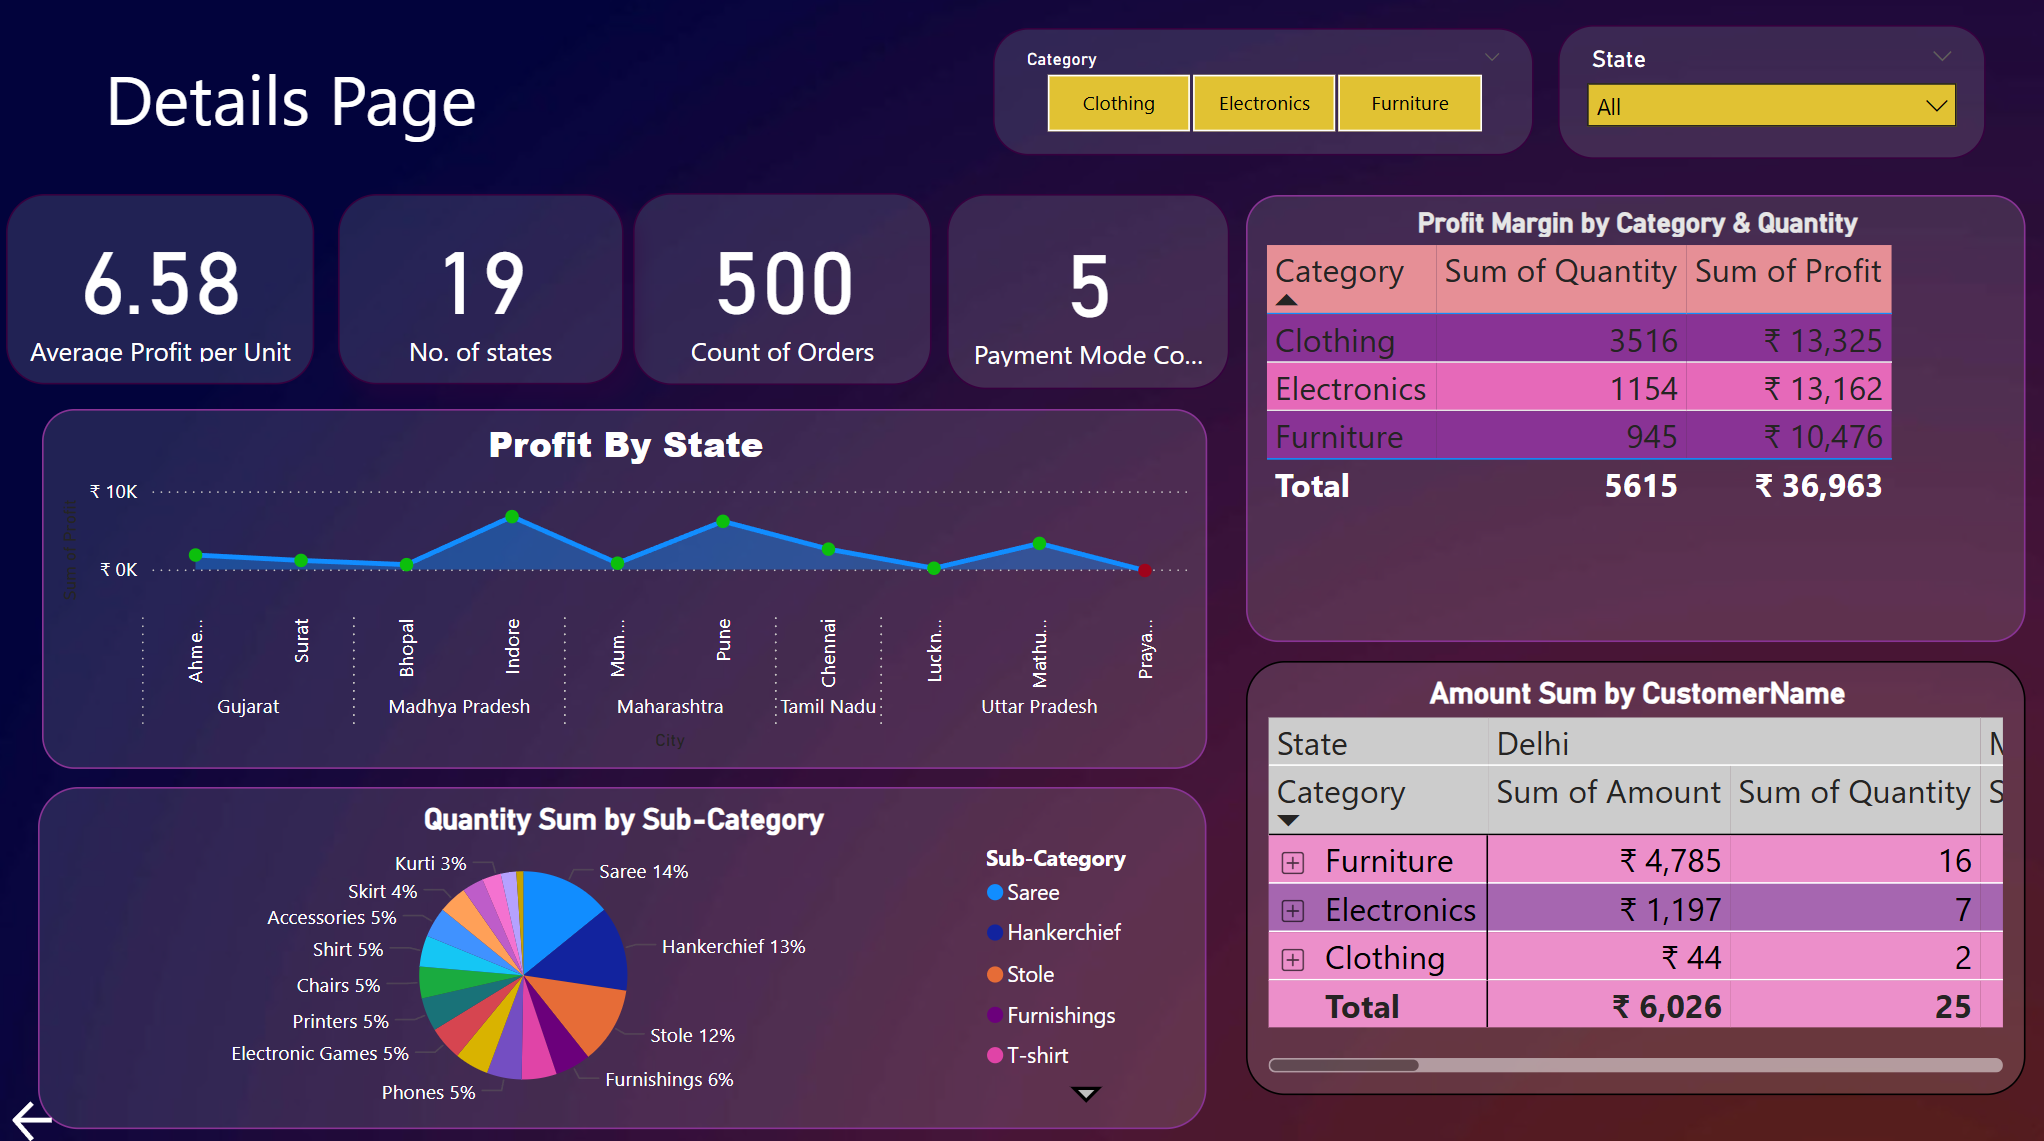 Details Page
Category
Clothing Electronics Furniture
State
All
6.58
Average Profit per Unit
19
No. of states
500
Count of Orders
5
Payment Mode Co...
Profit Margin by Category & Quantity
Category Sum of Quantity Sum of Profit
Clothing 3516 ₹ 13,325
Electronics 1154 ₹ 13,162
Furniture 945 ₹ 10,476
Total 5615 ₹ 36,963
Profit By State
Sum of Profit
₹ 10K
₹ 0K
Ahme... Surat Bhopal Indore Mum... Pune Chennai Luckn... Mathu... Praya...
Gujarat Madhya Pradesh Maharashtra Tamil Nadu Uttar Pradesh
City
Quantity Sum by Sub-Category
Kurti 3%
Skirt 4%
Accessories 5%
Shirt 5%
Chairs 5%
Printers 5%
Electronic Games 5%
Phones 5%
Saree 14%
Hankerchief 13%
Stole 12%
Furnishings 6%
Sub-Category
Saree
Hankerchief
Stole
Furnishings
T-shirt
Amount Sum by CustomerName
State Delhi
Category Sum of Amount Sum of Quantity S
Furniture ₹ 4,785 16
Electronics ₹ 1,197 7
Clothing ₹ 44 2
Total ₹ 6,026 25